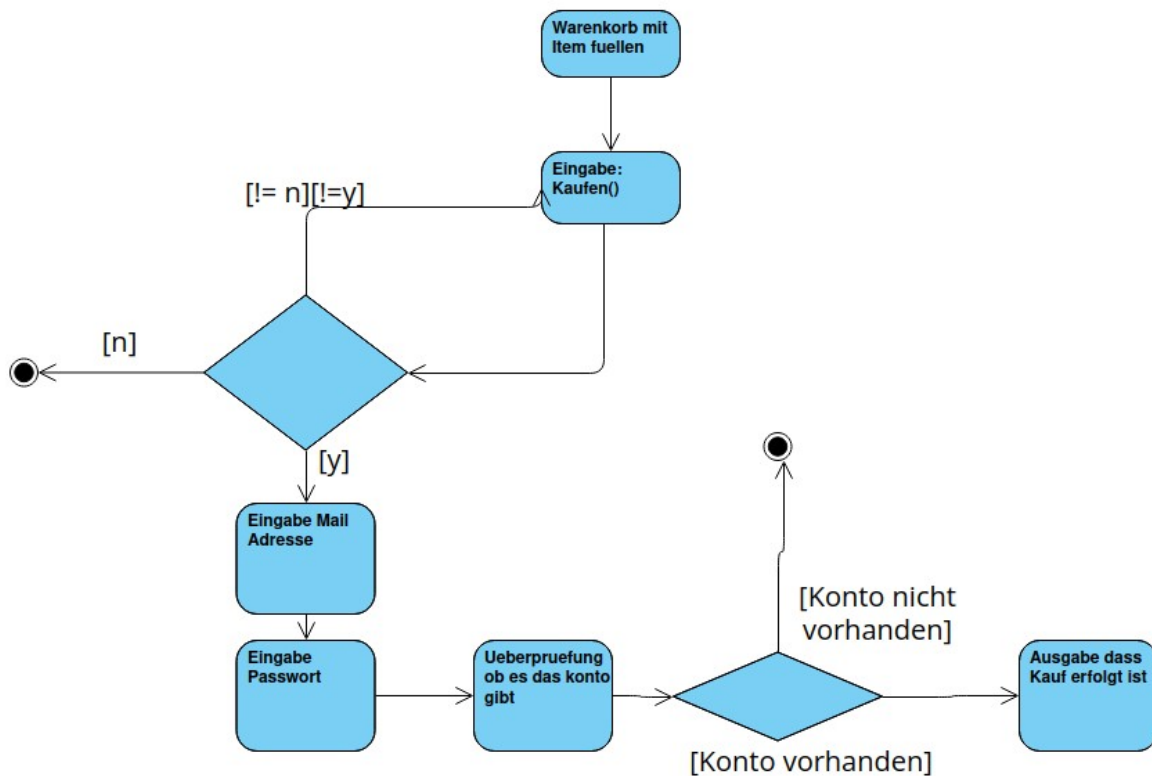 Warenkorb mit
Item fuellen
Eingabe:
Kaufen()
[!= n][!=y]
[n]
[y]
Eingabe Mail
Adresse
Eingabe
Passwort
Ueberpruefung
ob es das konto
gibt
[Konto nicht
vorhanden]
[Konto vorhanden]
Ausgabe dass
Kauf erfolgt ist